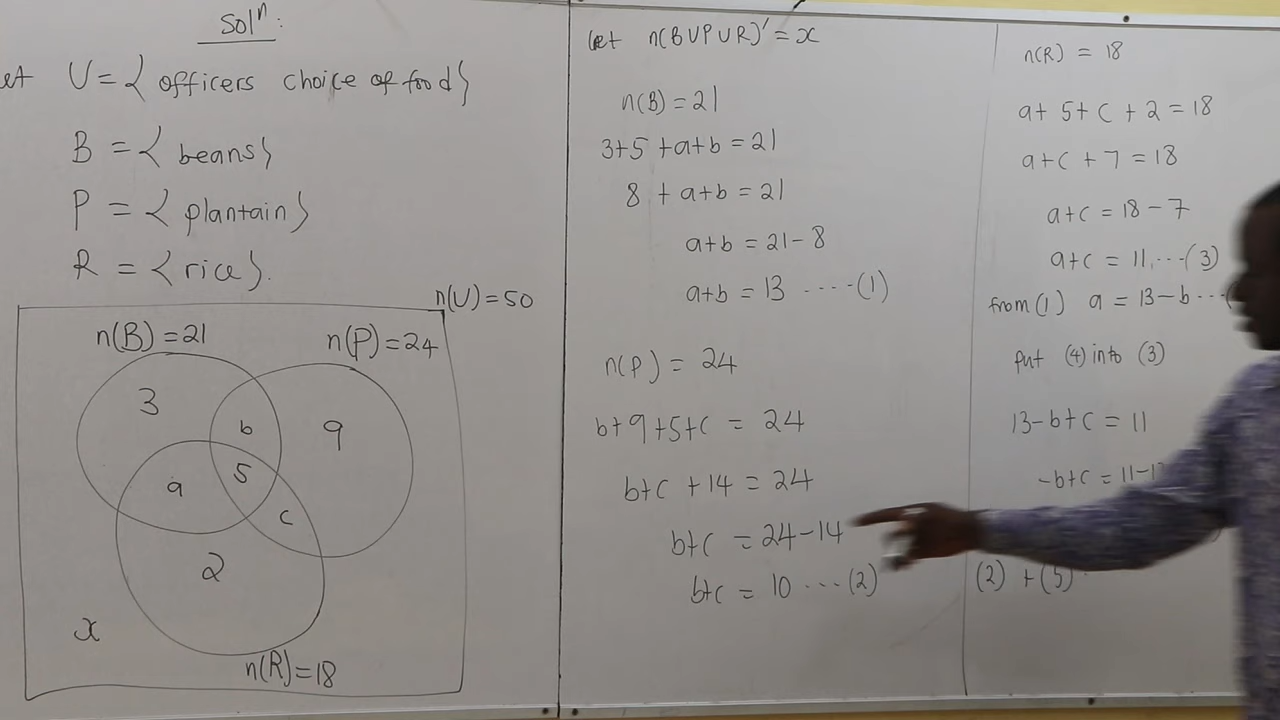 Solⁿ:
et U = { officers choice of food}
B = { beans}
P = { plantain}
R = { rice}.
n(U) = 50
n(B) = 21
n(P) = 24
3
b
9
5
a
c
2
x
n(R) = 18
let n(BUPUR)' = x
n(B) = 21
3+5+a+b = 21
8 + a+b = 21
a+b = 21-8
a+b = 13 ....(1)
n(P) = 24
b+9+5+c = 24
b+c + 14 = 24
b+c = 24-14
b+c = 10 ...(2)
n(R) = 18
a+ 5+ c + 2 = 18
a+c + 7 = 18
a+c = 18-7
a+c = 11....(3)
from (1) a = 13-b ...(
put (4) into (3)
13-b+c = 11
-b+c = 11-1
(2) + (5)